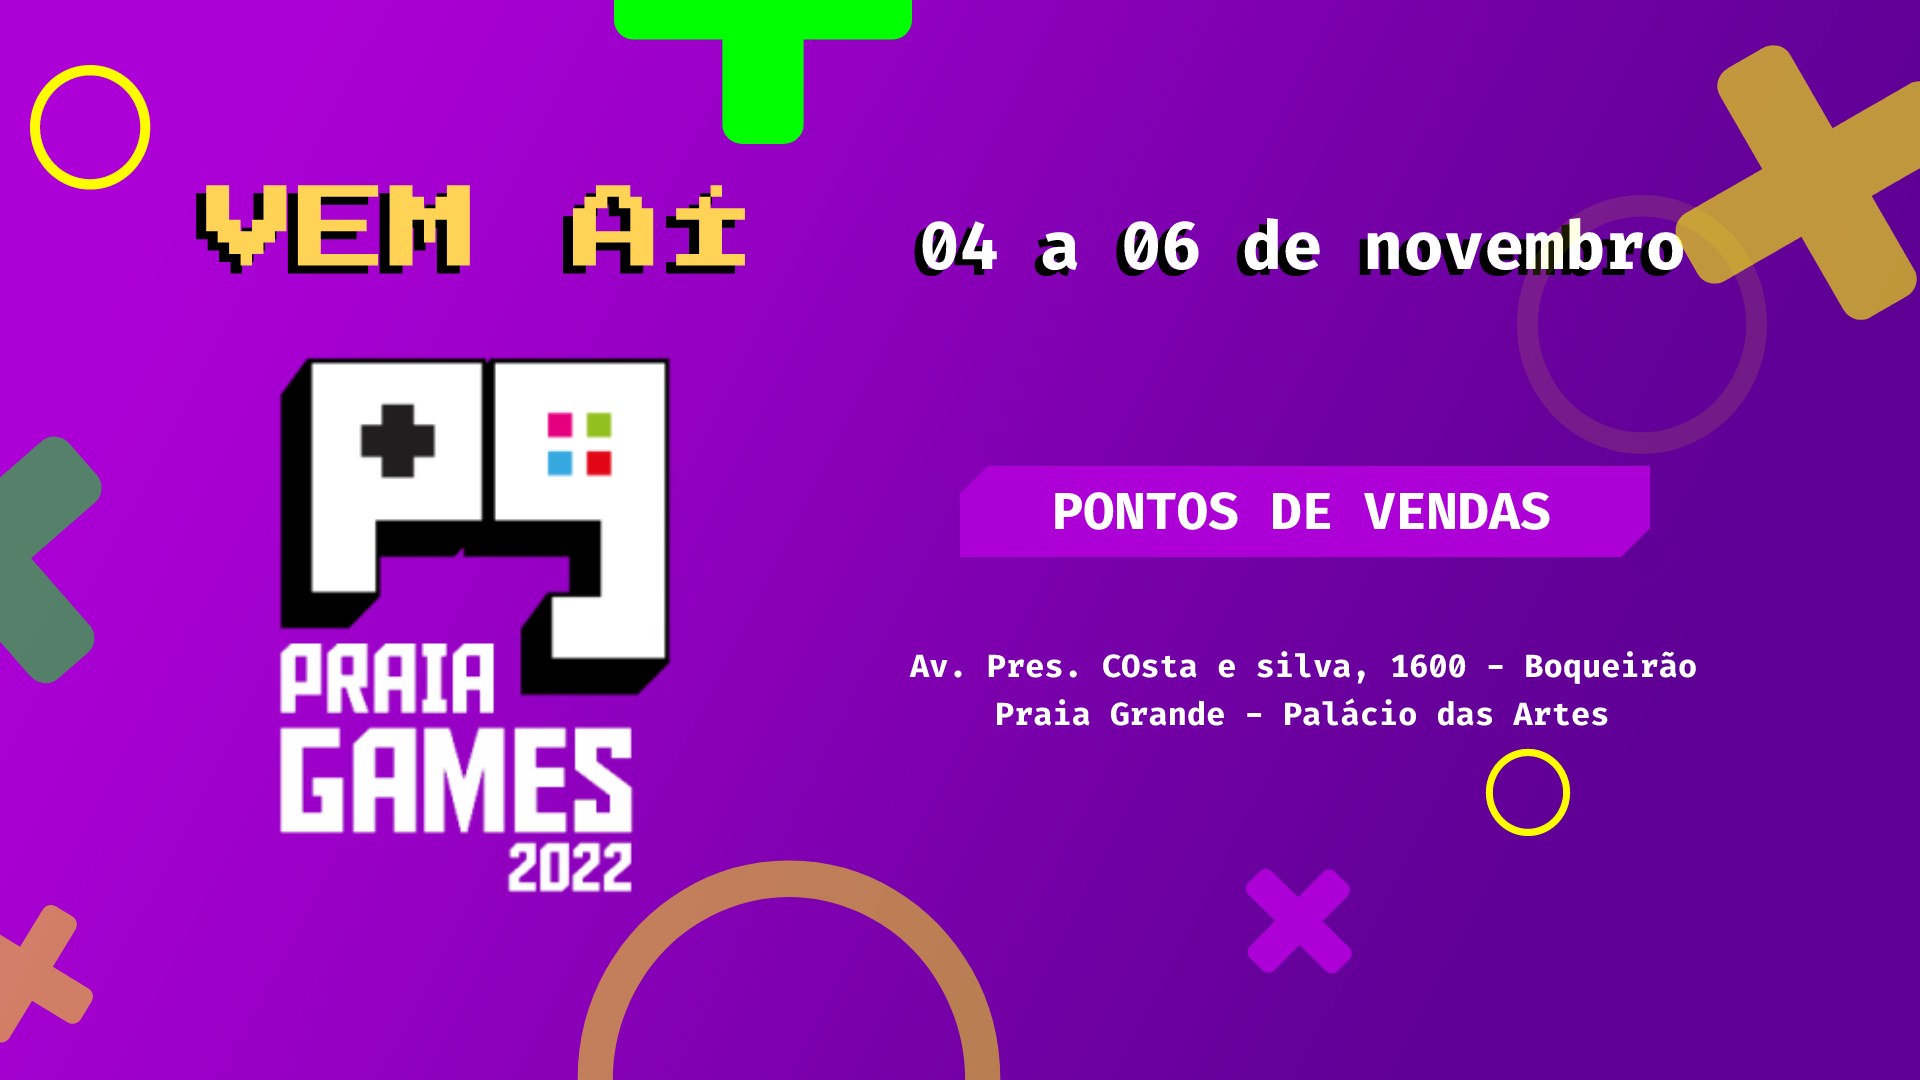 VEM Aí
04 a 06 de novembro
PRAIA
GAMES
2022
PONTOS DE VENDAS
Av. Pres. COsta e silva, 1600 - Boqueirão
Praia Grande - Palácio das Artes